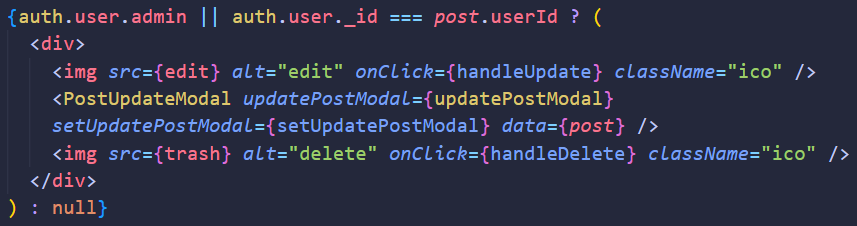 {auth.user.admin || auth.user._id === post.userId ? (
<div>
<img src={edit} alt="edit" onClick={handleUpdate} className="ico" />
<PostUpdateModal updatePostModal={updatePostModal}
setUpdatePostModal={setUpdatePostModal} data={post} />
<img src={trash} alt="delete" onClick={handleDelete} className="ico" />
</div>
) : null}